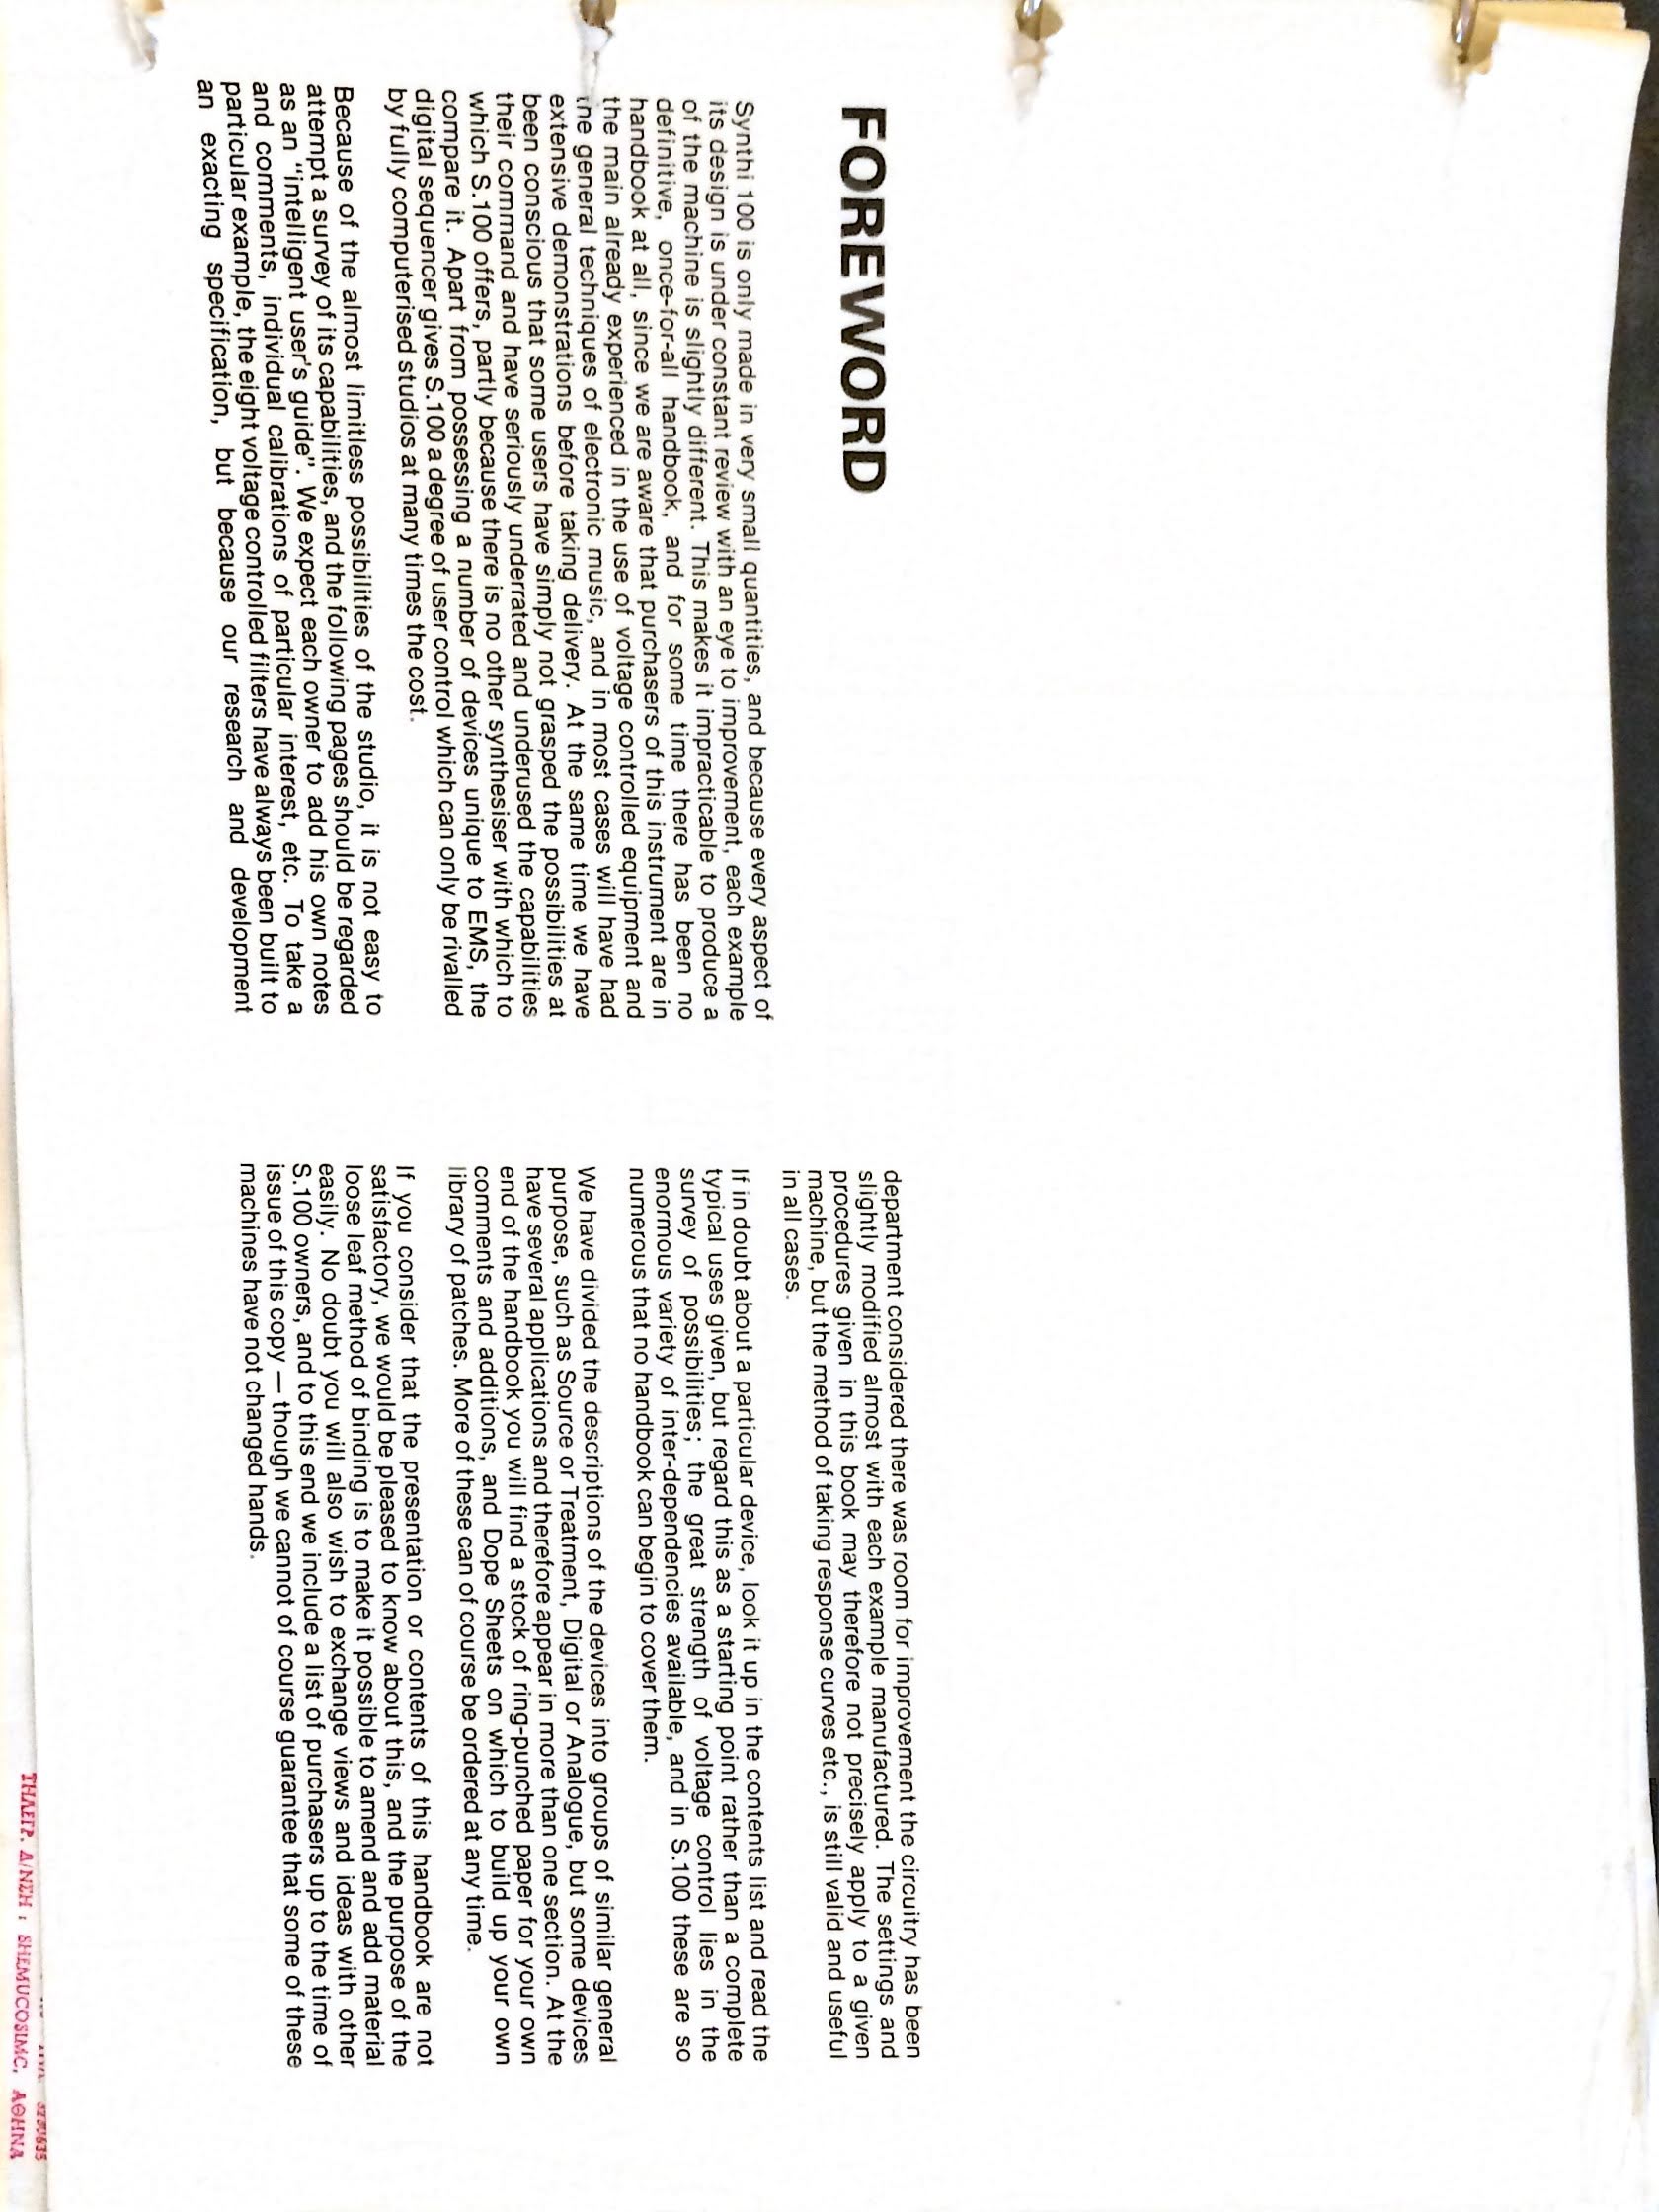 FOREWORD
Synthi 100 is only made in very small quantities, and because every aspect of
its design is under constant review with an eye to improvement, each example
of the machine is slightly different. This makes it impracticable to produce a
definitive, once-for-all handbook, and for some time there has been no
handbook at all, since we are aware that purchasers of this instrument are in
the main already experienced in the use of voltage controlled equipment and
the general techniques of electronic music, and in most cases will have had
extensive demonstrations before taking delivery. At the same time we have
been conscious that some users have simply not grasped the possibilities at
their command and have seriously underrated and underused the capabilities
which S.100 offers, partly because there is no other synthesiser with which to
compare it. Apart from possessing a number of devices unique to EMS, the
digital sequencer gives S.100 a degree of user control which can only be rivalled
by fully computerised studios at many times the cost.
Because of the almost limitless possibilities of the studio, it is not easy to
attempt a survey of its capabilities, and the following pages should be regarded
as an "intelligent user's guide". We expect each owner to add his own notes
and comments, individual calibrations of particular interest, etc. To take a
particular example, the eight voltage controlled filters have always been built to
an exacting specification, but because our research and development
department considered there was room for improvement the circuitry has been
slightly modified almost with each example manufactured. The settings and
procedures given in this book may therefore not precisely apply to a given
machine, but the method of taking response curves etc., is still valid and useful
in all cases.
If in doubt about a particular device, look it up in the contents list and read the
typical uses given, but regard this as a starting point rather than a complete
survey of possibilities; the great strength of voltage control lies in the
enormous variety of inter-dependencies available, and in S.100 these are so
numerous that no handbook can begin to cover them.
We have divided the descriptions of the devices into groups of similar general
purpose, such as Source or Treatment, Digital or Analogue, but some devices
have several applications and therefore appear in more than one section. At the
end of the handbook you will find a stock of ring-punched paper for your own
comments and additions, and Dope Sheets on which to build up your own
library of patches. More of these can of course be ordered at any time.
If you consider that the presentation or contents of this handbook are not
satisfactory, we would be pleased to know about this, and the purpose of the
loose leaf method of binding is to make it possible to amend and add material
easily. No doubt you will also wish to exchange views and ideas with other
S.100 owners, and to this end we include a list of purchasers up to the time of
issue of this copy — though we cannot of course guarantee that some of these
machines have not changed hands.
3230635
ΤΗΛΕΓΡ. Δ/ΝΣΗ : SHEMUCOSIMC, ΑΘΗΝΑ